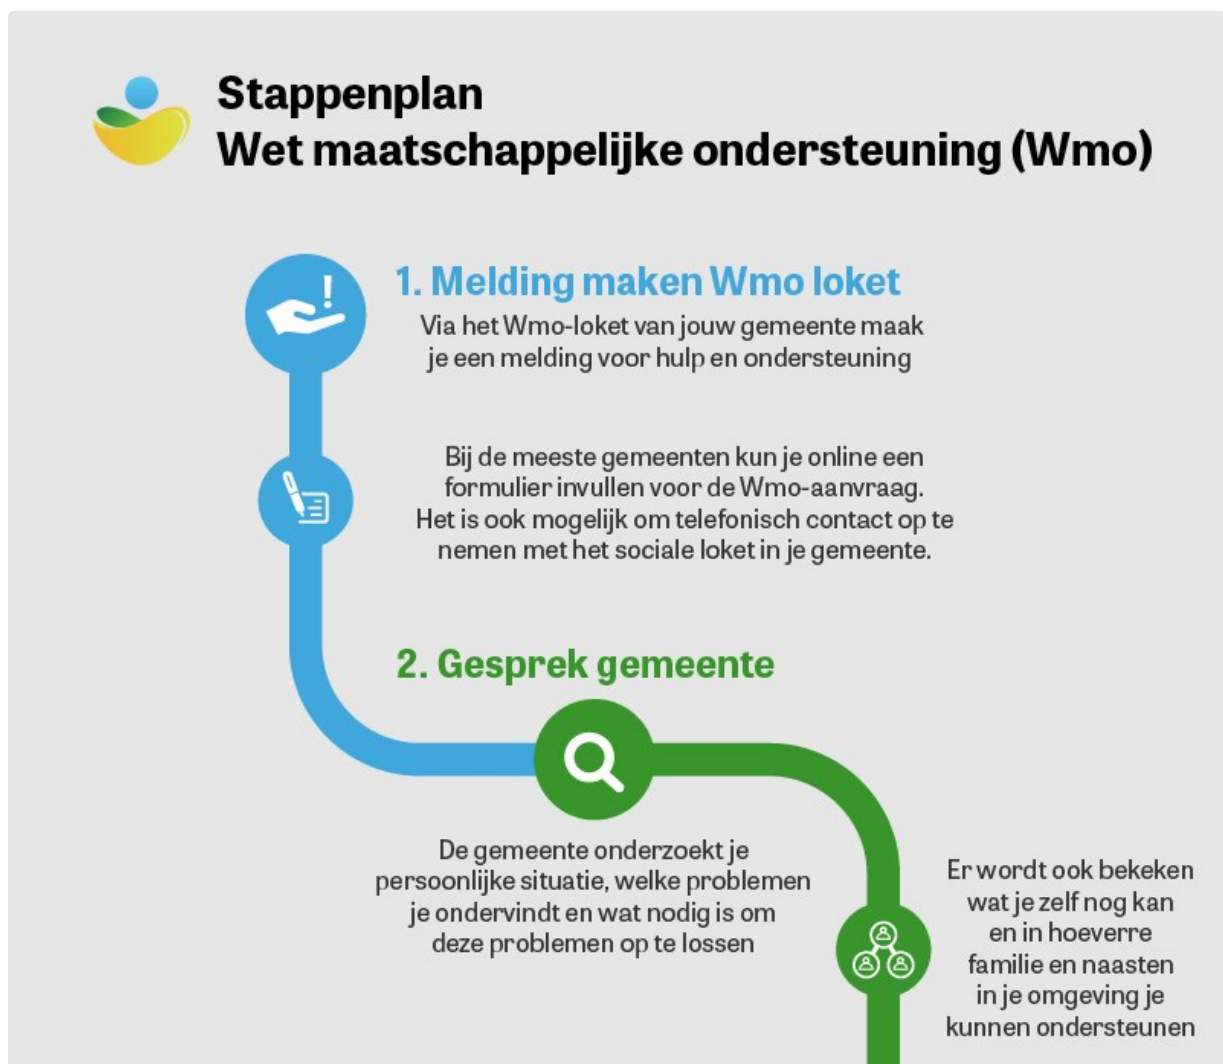 Stappenplan
Wet maatschappelijke ondersteuning (Wmo)
1. Melding maken Wmo loket
Via het Wmo-loket van jouw gemeente maak
je een melding voor hulp en ondersteuning
Bij de meeste gemeenten kun je online een
formulier invullen voor de Wmo-aanvraag.
Het is ook mogelijk om telefonisch contact op te
nemen met het sociale loket in je gemeente.
2. Gesprek gemeente
De gemeente onderzoekt je
persoonlijke situatie, welke problemen
je ondervindt en wat nodig is om
deze problemen op te lossen
Er wordt ook bekeken
wat je zelf nog kan
en in hoeverre
familie en naasten
in je omgeving je
kunnen ondersteunen